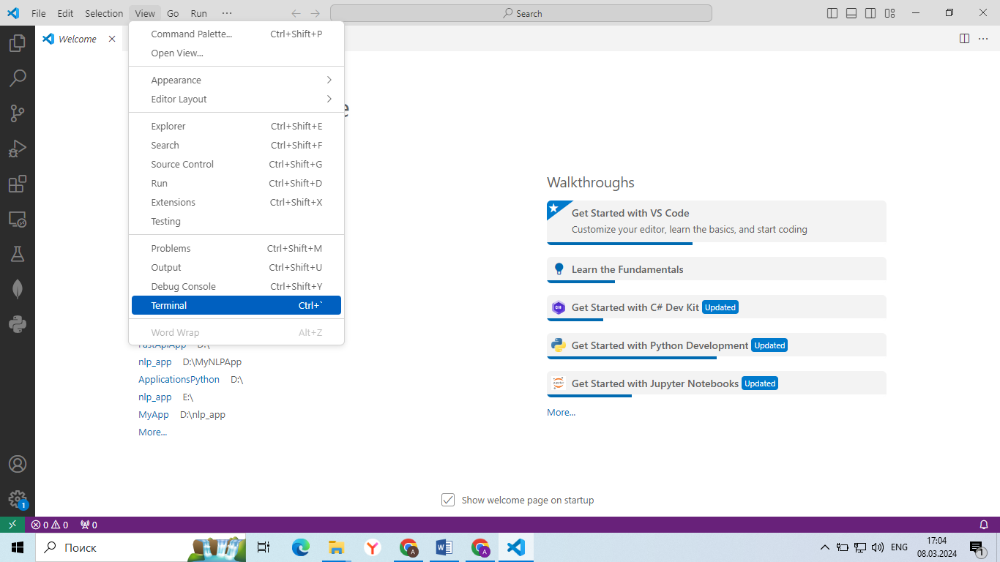 File Edit Selection View Go Run ···
Search
Welcome
Command Palette... Ctrl+Shift+P
Open View...
Appearance
Editor Layout
Explorer Ctrl+Shift+E
Search Ctrl+Shift+F
Source Control Ctrl+Shift+G
Run Ctrl+Shift+D
Extensions Ctrl+Shift+X
Testing
Problems Ctrl+Shift+M
Output Ctrl+Shift+U
Debug Console Ctrl+Shift+Y
Terminal Ctrl+`
Word Wrap Alt+Z
FastApiApp D:\
nlp_app D:\MyNLPApp
ApplicationsPython D:\
nlp_app E:\
MyApp D:\nlp_app
More...
Walkthroughs
Get Started with VS Code
Customize your editor, learn the basics, and start coding
Learn the Fundamentals
Get Started with C# Dev Kit Updated
Get Started with Python Development Updated
Get Started with Jupyter Notebooks Updated
More...
Show welcome page on startup
1
0 0 0
Поиск
ENG
17:04
08.03.2024
1